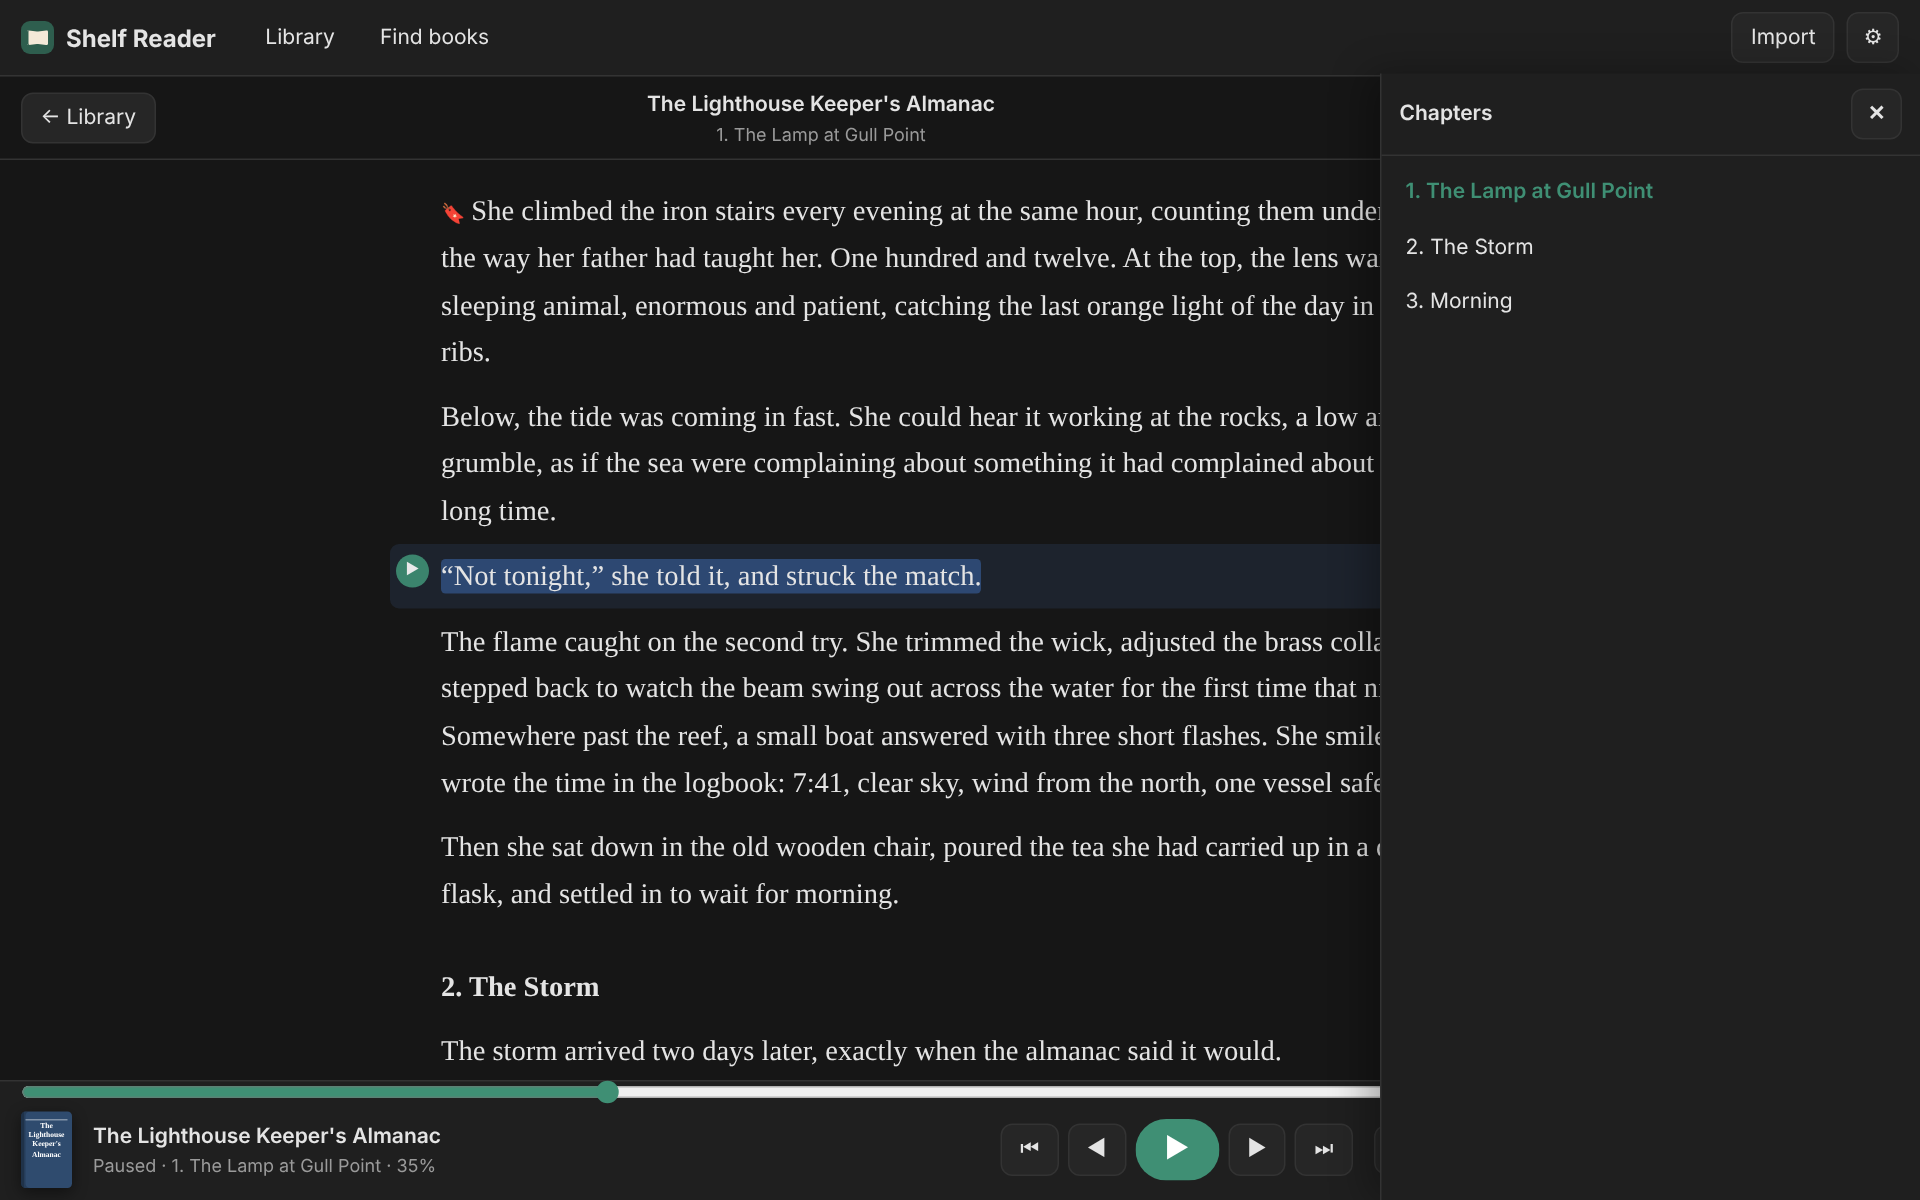 Shelf Reader
Library
Find books
Import
← Library
The Lighthouse Keeper's Almanac
1. The Lamp at Gull Point
Chapters
1. The Lamp at Gull Point
2. The Storm
3. Morning
She climbed the iron stairs every evening at the same hour, counting them under
the way her father had taught her. One hundred and twelve. At the top, the lens
sleeping animal, enormous and patient, catching the last orange light of the day in
ribs.
Below, the tide was coming in fast. She could hear it working at the rocks, a low
grumble, as if the sea were complaining about something it had complained about
long time.
“Not tonight,” she told it, and struck the match.
The flame caught on the second try. She trimmed the wick, adjusted the brass
stepped back to watch the beam swing out across the water for the first time that
Somewhere past the reef, a small boat answered with three short flashes. She
wrote the time in the logbook: 7:41, clear sky, wind from the north, one vessel
Then she sat down in the old wooden chair, poured the tea she had carried up in a
flask, and settled in to wait for morning.
2. The Storm
The storm arrived two days later, exactly when the almanac said it would.
The
Lighthouse
Keeper's
Almanac
The Lighthouse Keeper's Almanac
Paused · 1. The Lamp at Gull Point · 35%